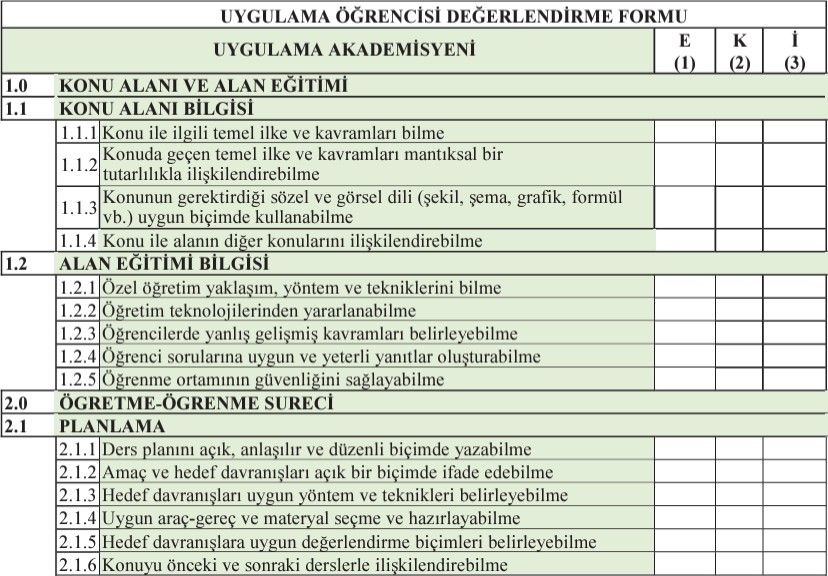 UYGULAMA ÖĞRENCİSİ DEĞERLENDİRME FORMU
UYGULAMA AKADEMİSYENİ E (1) K (2) İ (3)
1.0 KONU ALANI VE ALAN EĞİTİMİ
1.1 KONU ALANI BİLGİSİ
1.1.1 Konu ile ilgili temel ilke ve kavramları bilme
1.1.2 Konuda geçen temel ilke ve kavramları mantıksal bir
tutarlılıkla ilişkilendirebilme
1.1.3 Konunun gerektirdiği sözel ve görsel dili (şekil, şema, grafik, formül
vb.) uygun biçimde kullanabilme
1.1.4 Konu ile alanın diğer konularını ilişkilendirebilme
1.2 ALAN EĞİTİMİ BİLGİSİ
1.2.1 Özel öğretim yaklaşım, yöntem ve tekniklerini bilme
1.2.2 Öğretim teknolojilerinden yararlanabilme
1.2.3 Öğrencilerde yanlış gelişmiş kavramları belirleyebilme
1.2.4 Öğrenci sorularına uygun ve yeterli yanıtlar oluşturabilme
1.2.5 Öğrenme ortamının güvenliğini sağlayabilme
2.0 ÖGRETME-ÖGRENME SURECİ
2.1 PLANLAMA
2.1.1 Ders planını açık, anlaşılır ve düzenli biçimde yazabilme
2.1.2 Amaç ve hedef davranışları açık bir biçimde ifade edebilme
2.1.3 Hedef davranışları uygun yöntem ve teknikleri belirleyebilme
2.1.4 Uygun araç-gereç ve materyal seçme ve hazırlayabilme
2.1.5 Hedef davranışlara uygun değerlendirme biçimleri belirleyebilme
2.1.6 Konuyu önceki ve sonraki derslerle ilişkilendirebilme